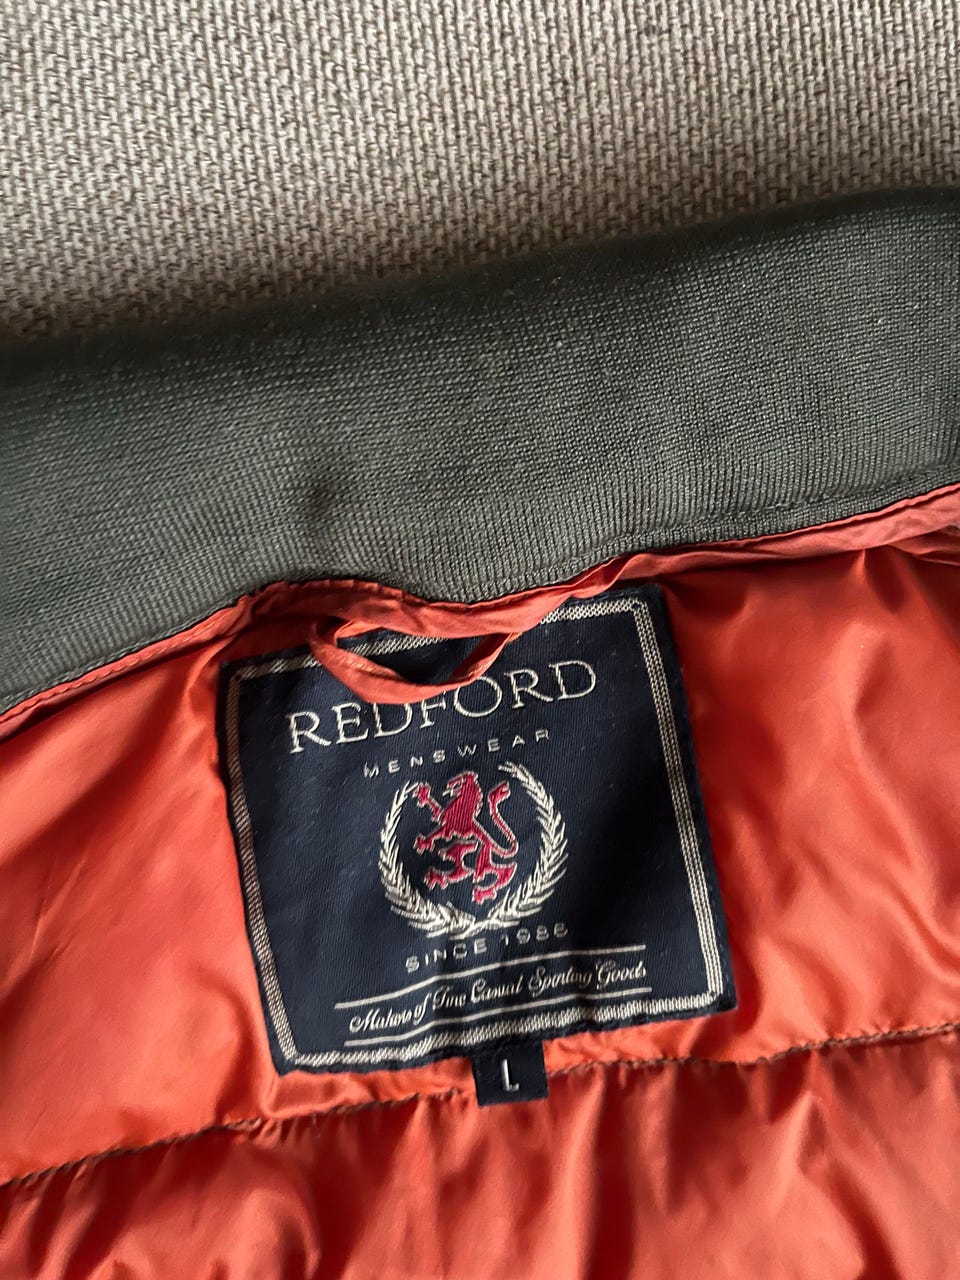 REDFORD
MENSWEAR
SINCE 1988
Makers of Fine Casual Sporting Goods
L